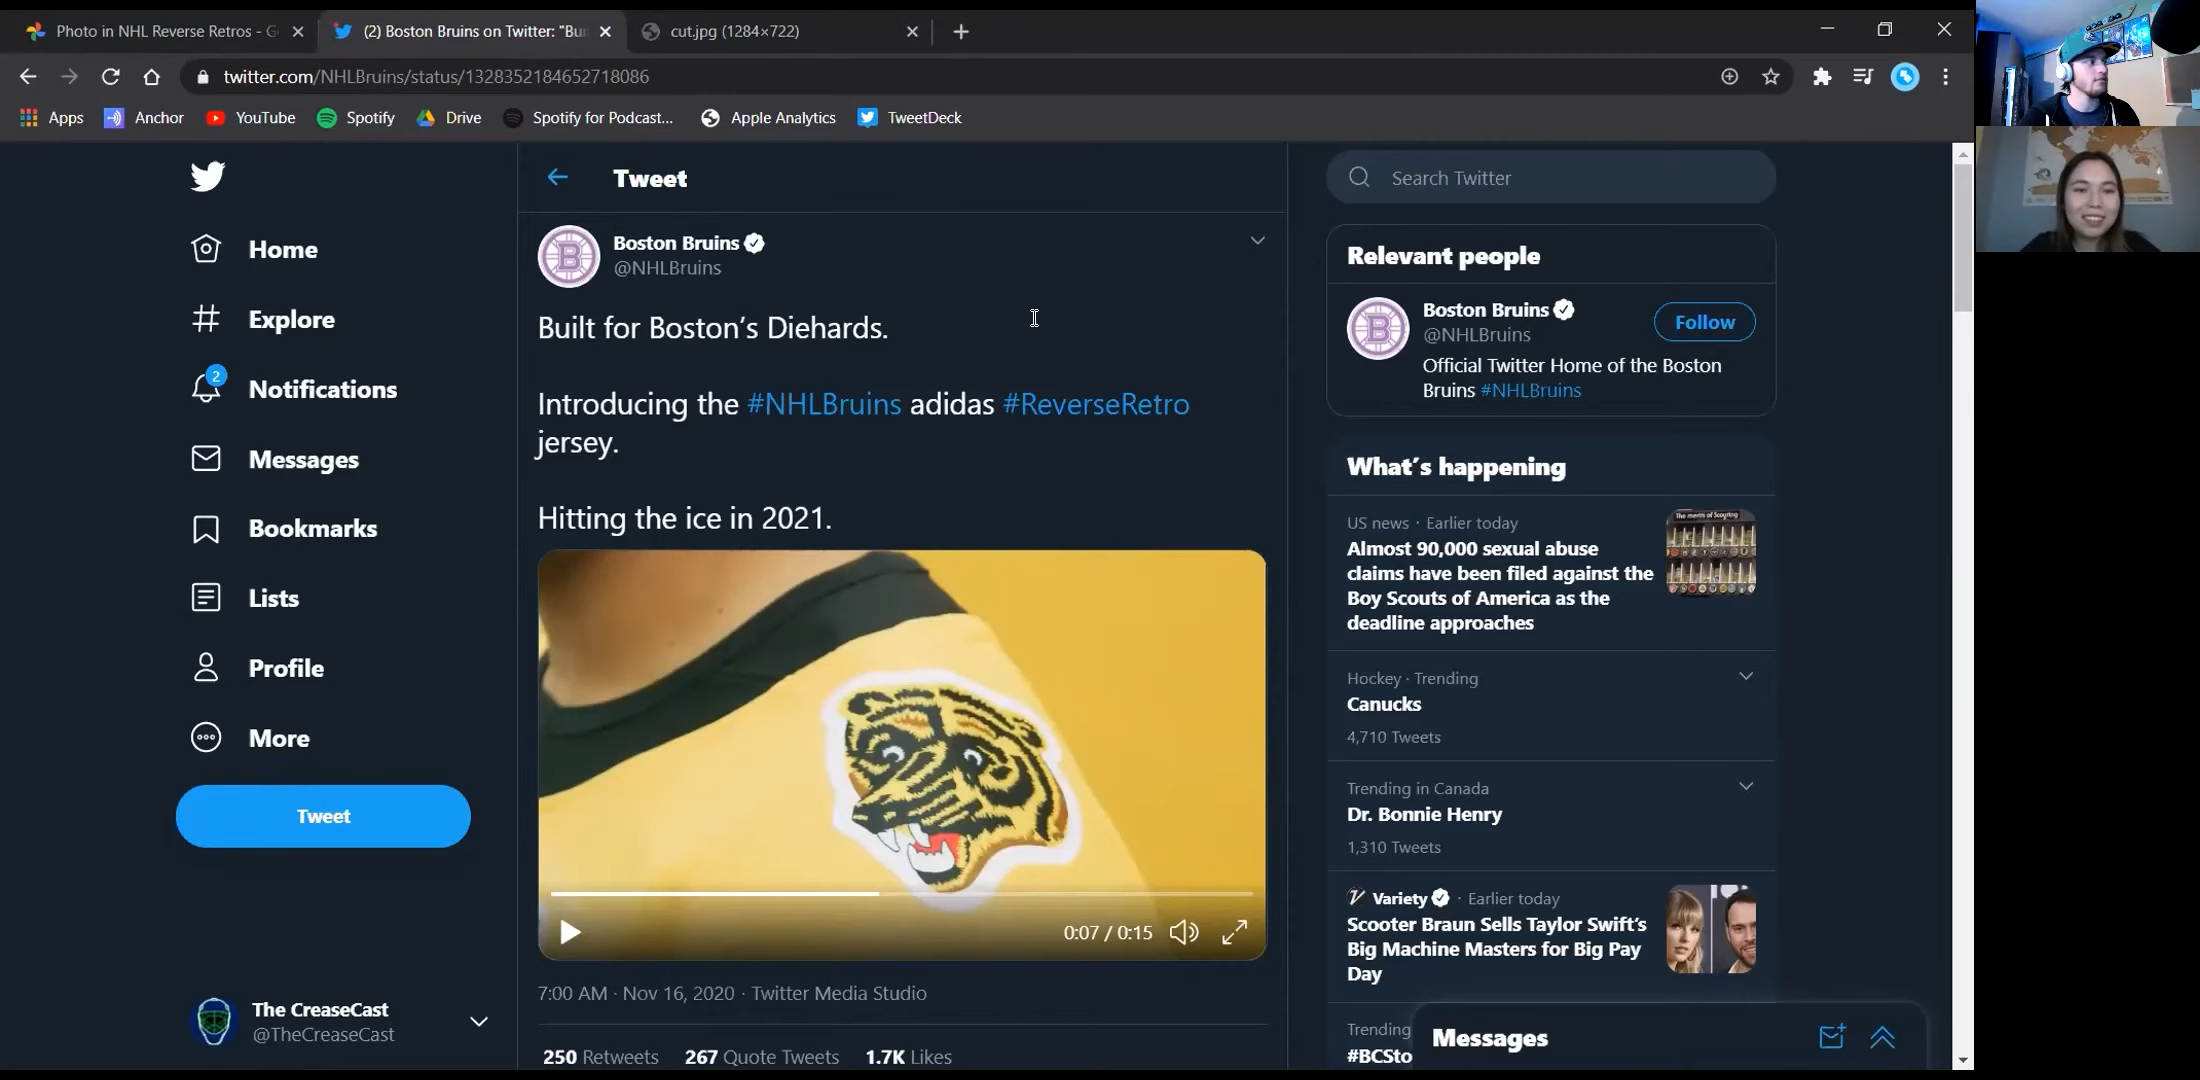 Photo in NHL Reverse Retros - G
(2) Boston Bruins on Twitter: "Bui
cut.jpg (1284×722)
twitter.com/NHLBruins/status/1328352184652718086
Apps
Anchor
YouTube
Spotify
Drive
Spotify for Podcast...
Apple Analytics
TweetDeck
Home
Explore
2
Notifications
Messages
Bookmarks
Lists
Profile
More
Tweet
The CreaseCast
@TheCreaseCast
Tweet
B
Boston Bruins
@NHLBruins
Built for Boston's Diehards.
Introducing the #NHLBruins adidas #ReverseRetro
jersey.
Hitting the ice in 2021.
0:07 / 0:15
7:00 AM · Nov 16, 2020 · Twitter Media Studio
250 Retweets 267 Quote Tweets 1.7K Likes
Search Twitter
Relevant people
B
Boston Bruins
@NHLBruins
Follow
Official Twitter Home of the Boston
Bruins #NHLBruins
What's happening
US news · Earlier today
Almost 90,000 sexual abuse
claims have been filed against the
Boy Scouts of America as the
deadline approaches
The merits of Scouting
Hockey · Trending
Canucks
4,710 Tweets
Trending in Canada
Dr. Bonnie Henry
1,310 Tweets
Variety · Earlier today
Scooter Braun Sells Taylor Swift's
Big Machine Masters for Big Pay
Day
Trending
#BCSto
Messages